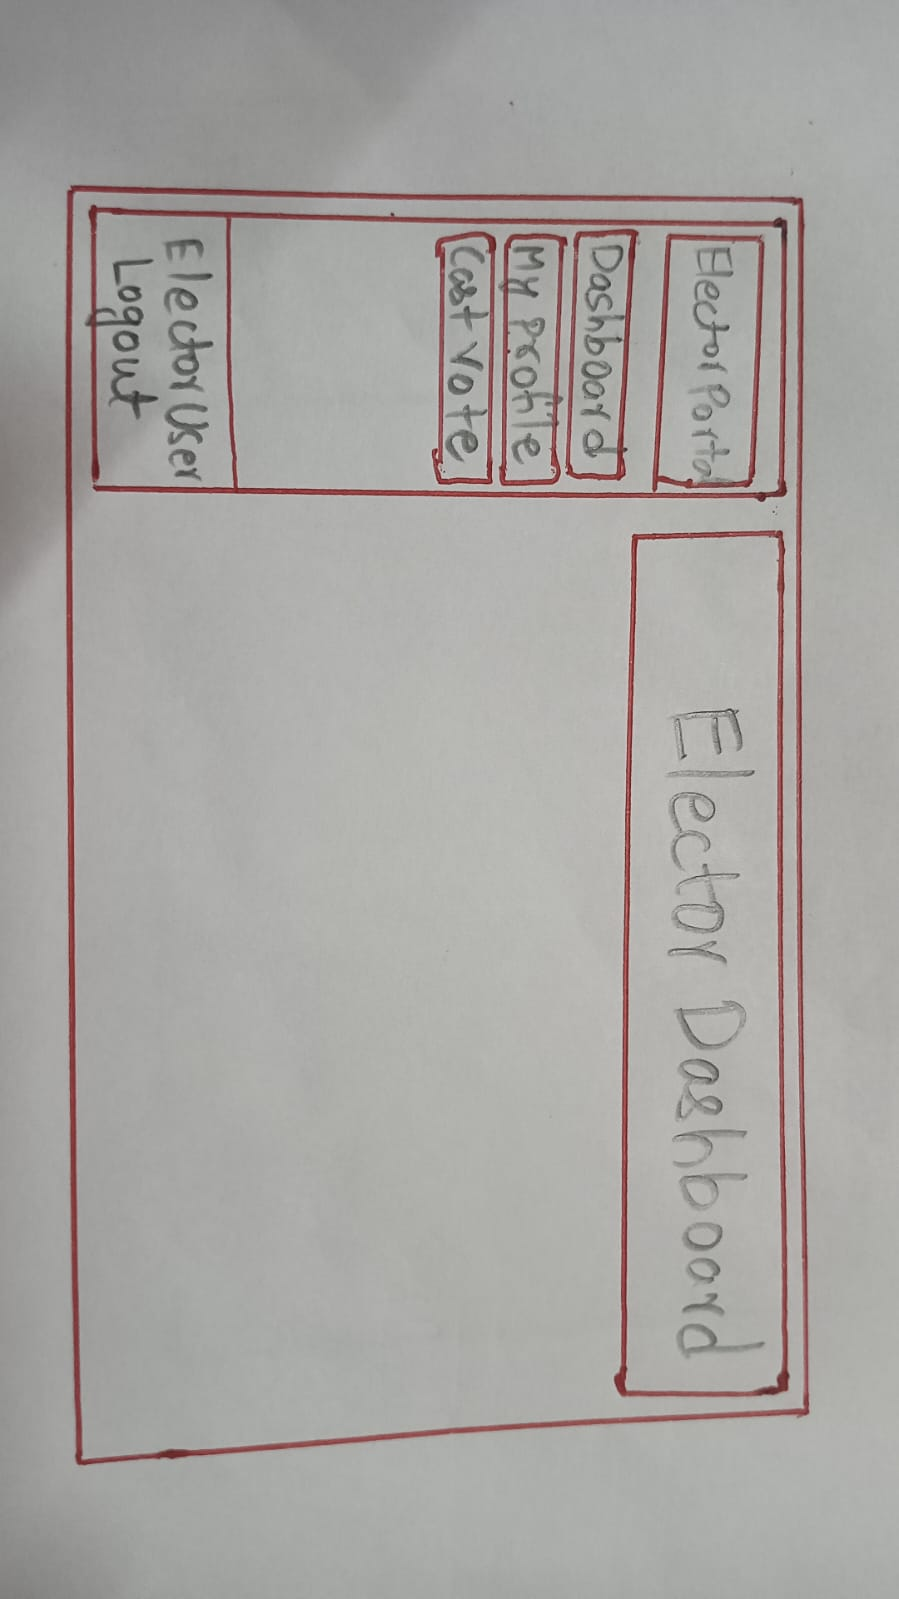 Elector Portal
Dashboard
My Profile
Cast Vote
Elector User
Logout
Elector Dashboard